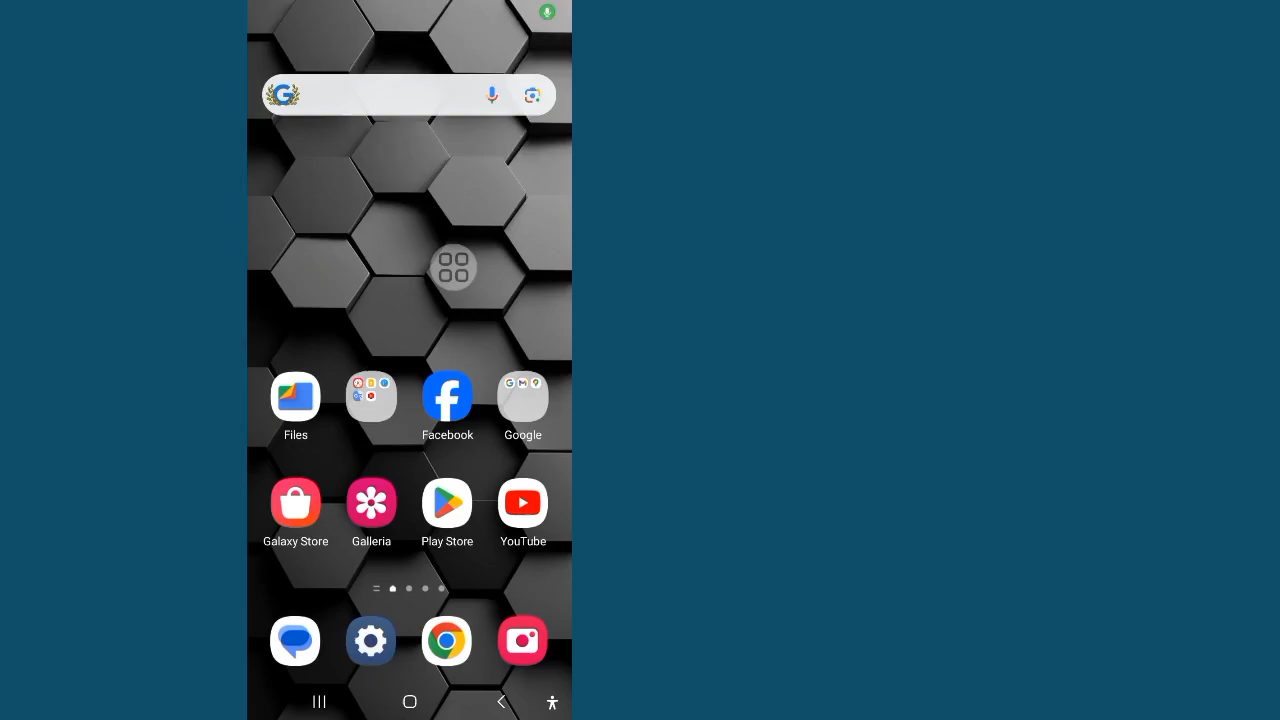 Files
Facebook
Google
Galaxy Store
Galleria
Play Store
YouTube